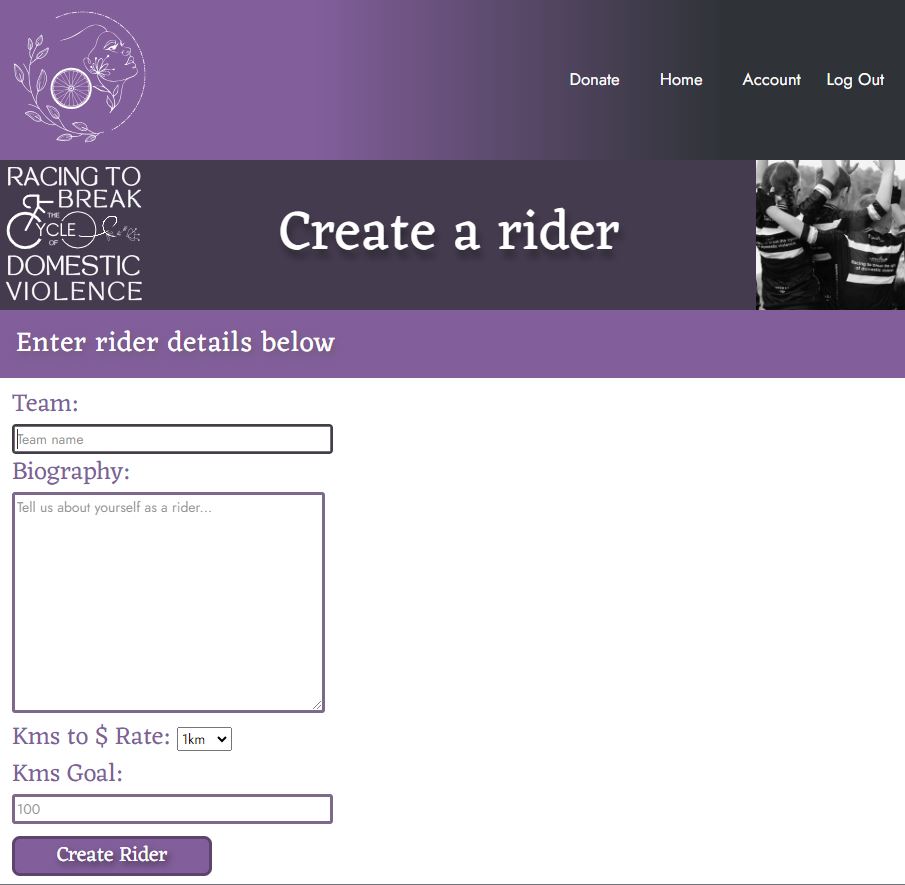 Donate Home Account Log Out
RACING TO
BREAK
THE
CYCLE
OF
DOMESTIC
VIOLENCE
Create a rider
Enter rider details below
Team:
Team name
Biography:
Tell us about yourself as a rider...
Kms to $ Rate: 1km
Kms Goal:
100
Create Rider